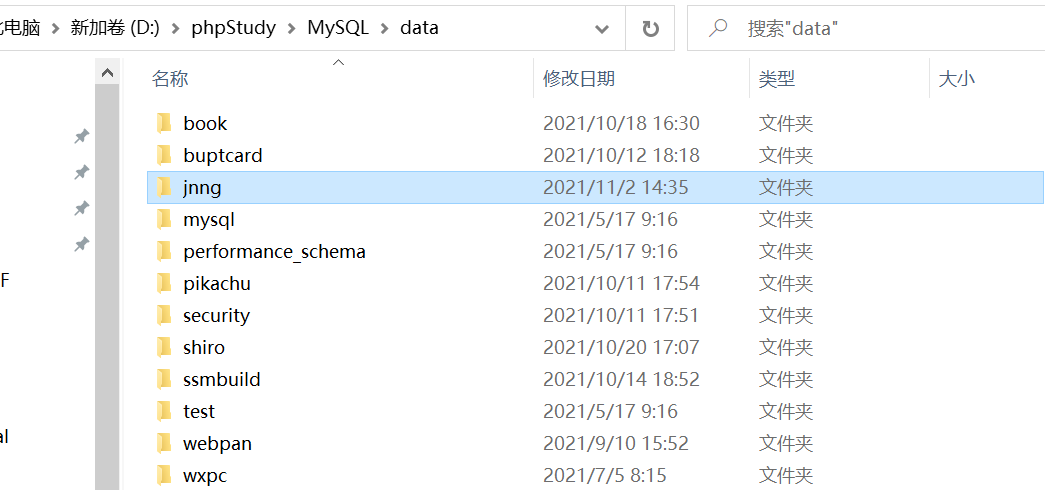 电脑 > 新加卷 (D:) > phpStudy > MySQL > data 搜索"data"
名称 修改日期 类型 大小
book 2021/10/18 16:30 文件夹
buptcard 2021/10/12 18:18 文件夹
jnng 2021/11/2 14:35 文件夹
mysql 2021/5/17 9:16 文件夹
performance_schema 2021/5/17 9:16 文件夹
F
pikachu 2021/10/11 17:54 文件夹
security 2021/10/11 17:51 文件夹
shiro 2021/10/20 17:07 文件夹
ssmbuild 2021/10/14 18:52 文件夹
test 2021/5/17 9:16 文件夹
al
webpan 2021/9/10 15:52 文件夹
wxpc 2021/7/5 8:15 文件夹